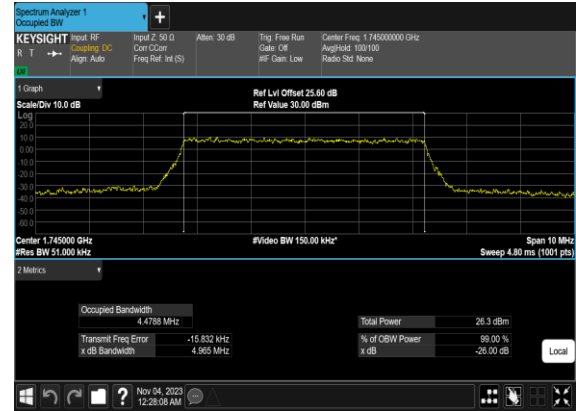 Spectrum Analyzer 1
Occupied BW
KEYSIGHT Input: RF Input Z: 50 Ω Atten: 30 dB Trig: Free Run Center Freq: 1.745000000 GHz
R T Coupling: DC Corr CCorr Gate: Off Avg|Hold: 100/100
Align: Auto Freq Ref: Int (S) #IF Gain: Low Radio Std: None
LV
1 Graph
Ref Lvl Offset 25.60 dB
Scale/Div 10.0 dB Ref Value 30.00 dBm
Log
20.0
10.0
0.00
-10.0
-20.0
-30.0
-40.0
-50.0
-60.0
Center 1.745000 GHz #Video BW 150.00 kHz* Span 10 MHz
#Res BW 51.000 kHz Sweep 4.80 ms (1001 pts)
2 Metrics
Occupied Bandwidth
4.4788 MHz Total Power 26.3 dBm
Transmit Freq Error -15.832 kHz % of OBW Power 99.00 %
x dB Bandwidth 4.965 MHz x dB -26.00 dB
Local
Nov 04, 2023
12:28:08 AM